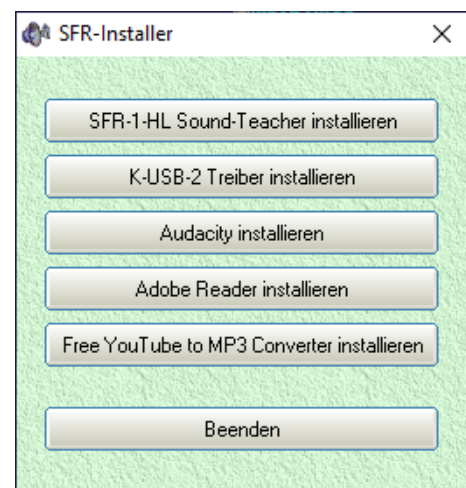 SFR-Installer
SFR-1-HL Sound-Teacher installieren
K-USB-2 Treiber installieren
Audacity installieren
Adobe Reader installieren
Free YouTube to MP3 Converter installieren
Beenden